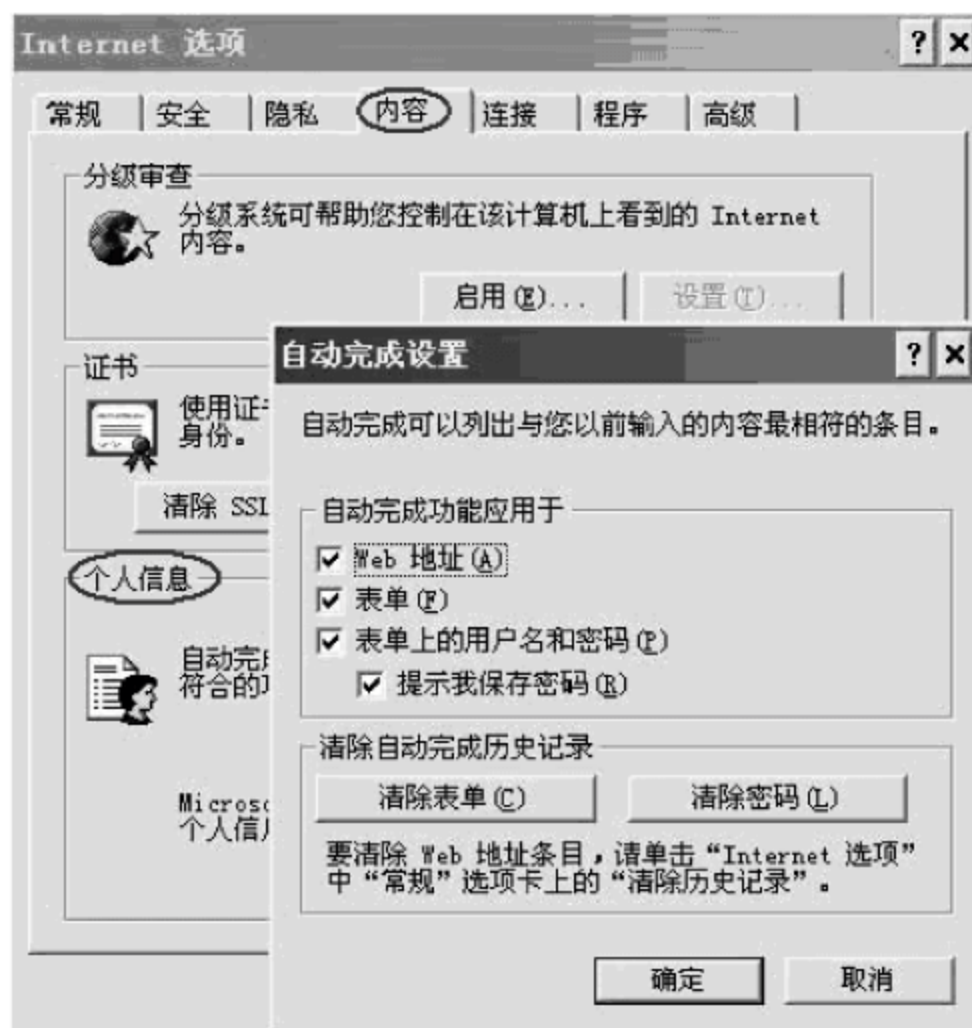 Internet 选项
常规 安全 隐私 内容 连接 程序 高级
分级审查
分级系统可帮助您控制在该计算机上看到的 Internet
内容。
启用(E)... 设置(T)...
证书
使用证
身份。
清除 SSL
个人信息
自动完
符合的
Micros
个人信
自动完成设置
自动完成可以列出与您以前输入的内容最相符的条目。
自动完成功能应用于
Web 地址(A)
表单(F)
表单上的用户名和密码(P)
提示我保存密码(R)
清除自动完成历史记录
清除表单(C) 清除密码(L)
要清除 Web 地址条目,请单击“Internet 选项”
中“常规”选项卡上的“清除历史记录”。
确定 取消